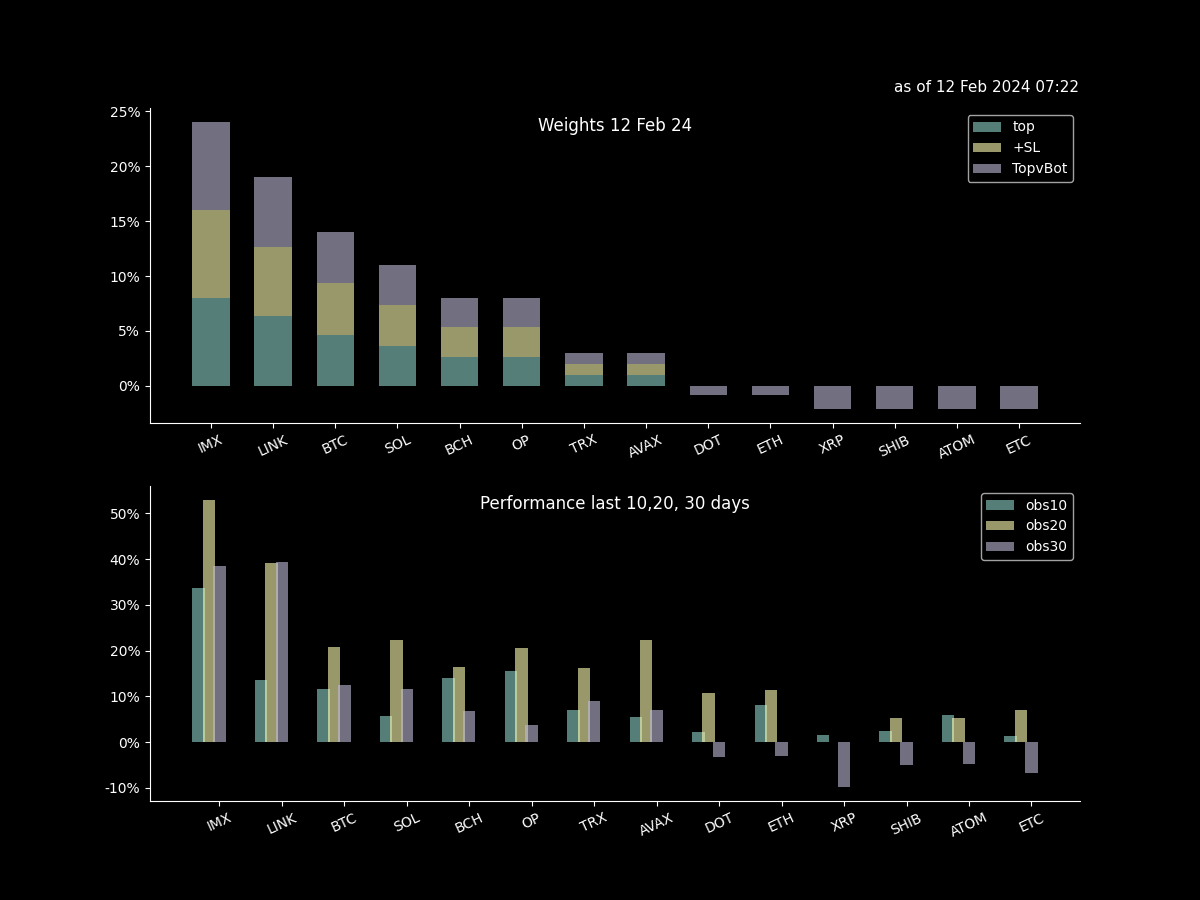 as of 12 Feb 2024 07:22
Weights 12 Feb 24
top
+SL
TopvBot
25%
20%
15%
10%
5%
0%
IMX LINK BTC SOL BCH OP TRX AVAX DOT ETH XRP SHIB ATOM ETC
Performance last 10,20, 30 days
obs10
obs20
obs30
50%
40%
30%
20%
10%
0%
-10%
IMX LINK BTC SOL BCH OP TRX AVAX DOT ETH XRP SHIB ATOM ETC